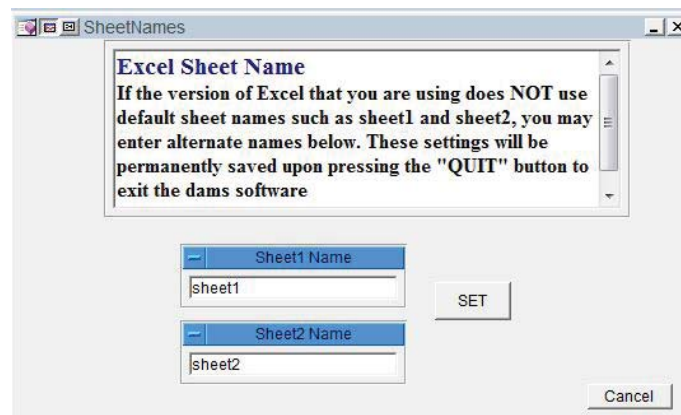 SheetNames
Excel Sheet Name
If the version of Excel that you are using does NOT use
default sheet names such as sheet1 and sheet2, you may
enter alternate names below. These settings will be
permanently saved upon pressing the "QUIT" button to
exit the dams software
Sheet1 Name
sheet1
SET
Sheet2 Name
sheet2
Cancel